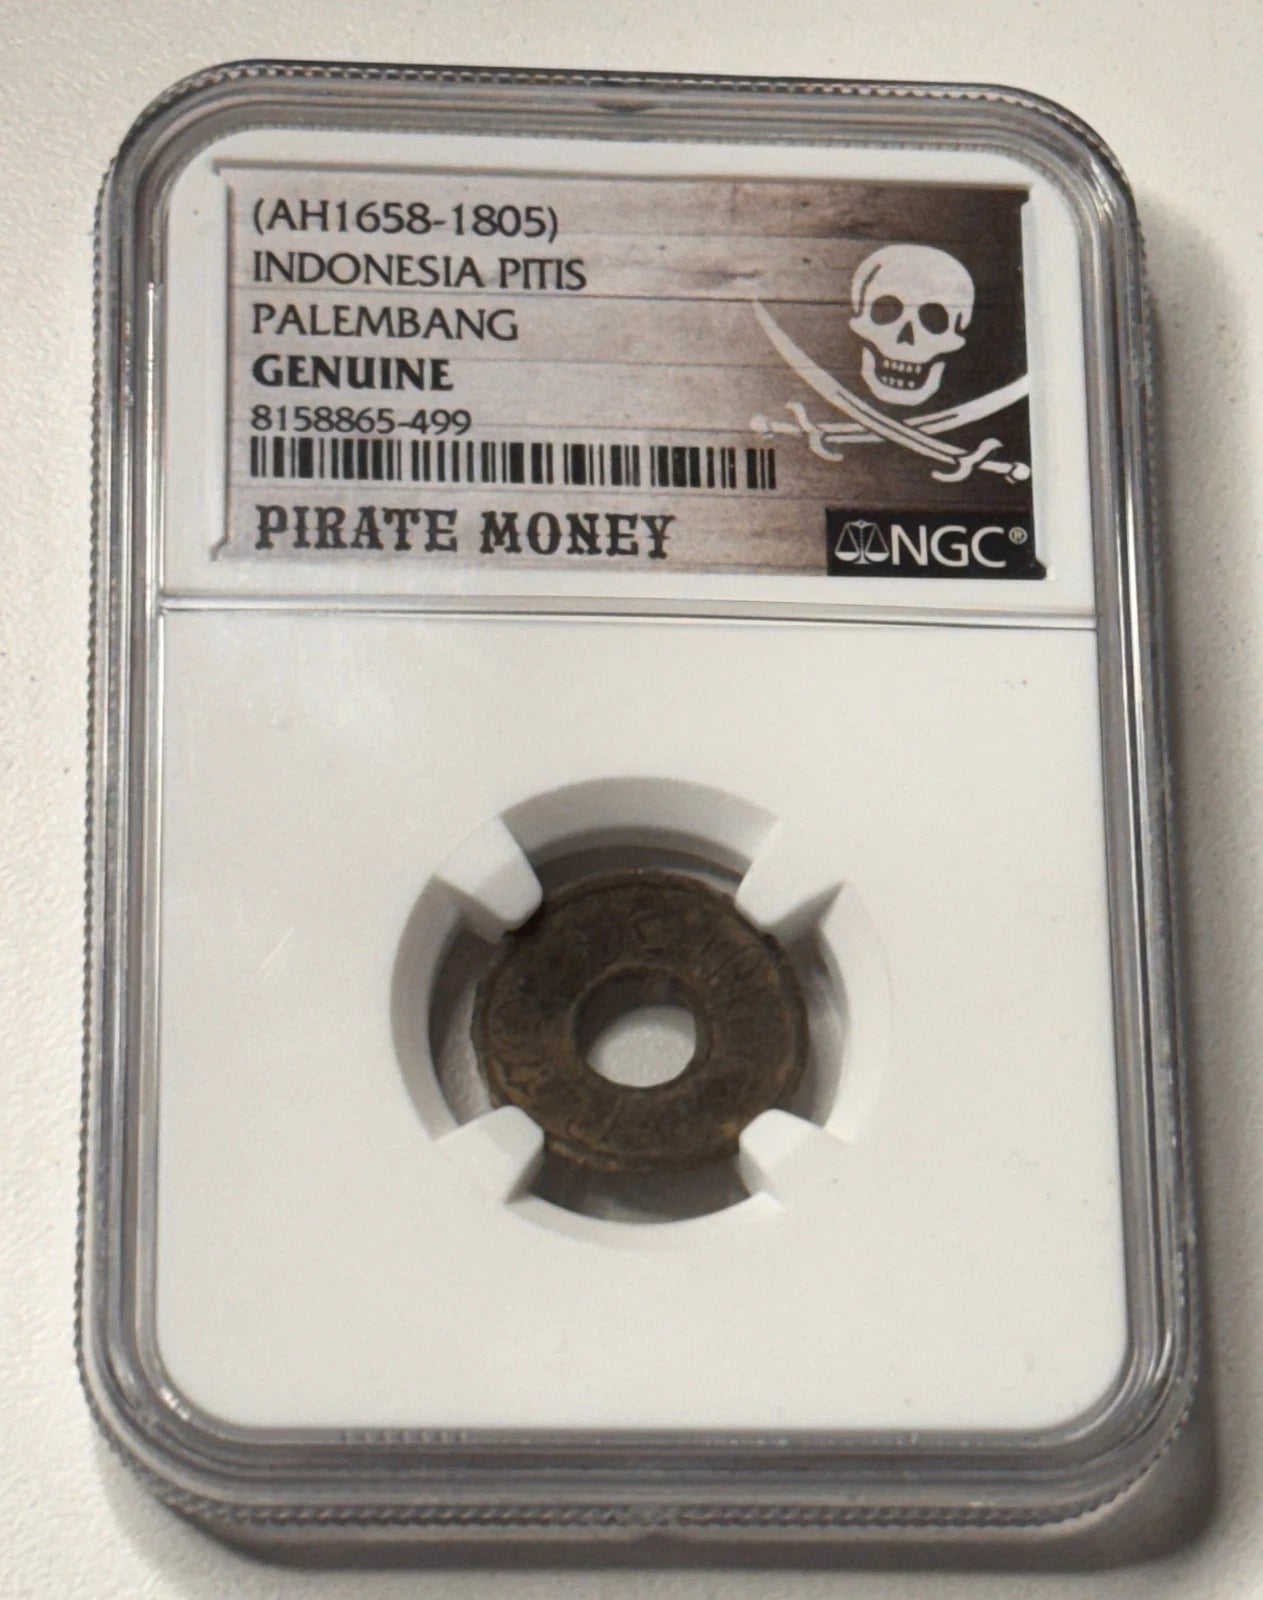 (AH1658-1805)
INDONESIA PITIS
PALEMBANG
GENUINE
8158865-499
PIRATE MONEY
NGC®